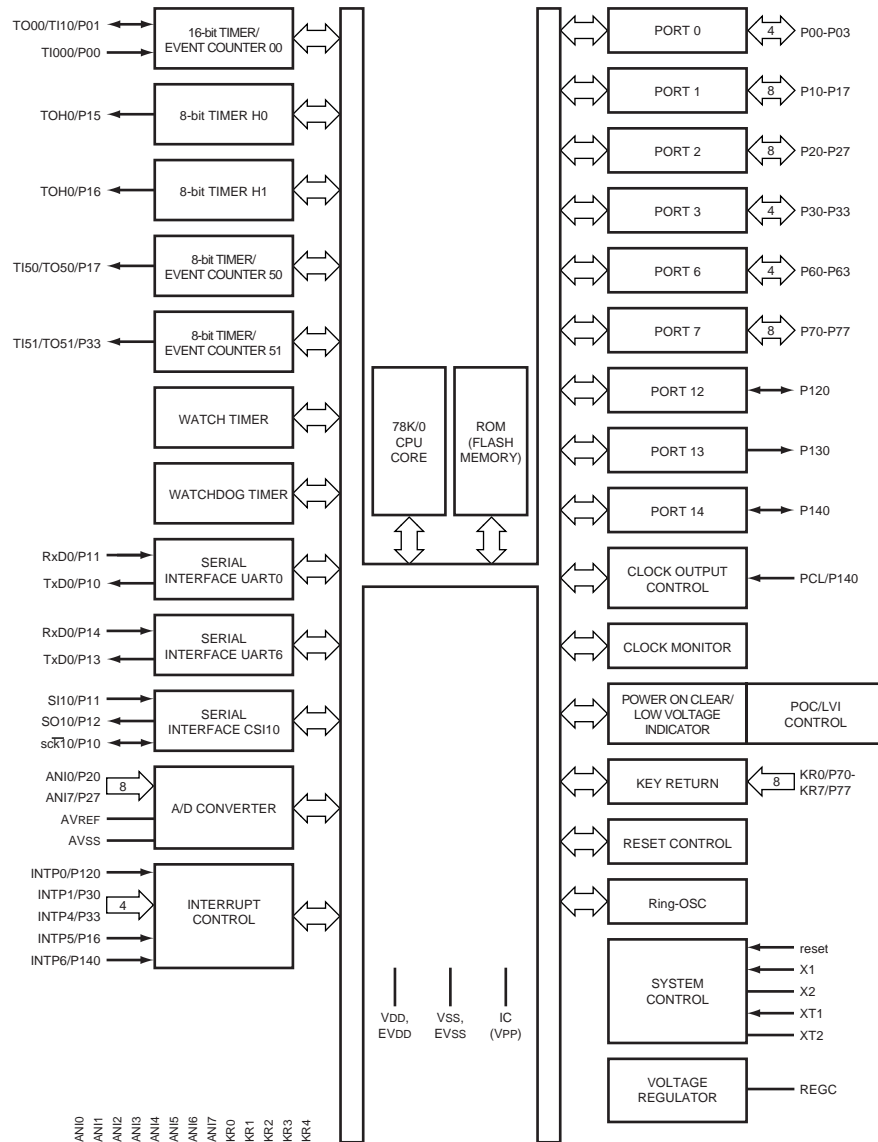 TO00/TI10/P01
TI000/P00
16-bit TIMER/
EVENT COUNTER 00
TOH0/P15
8-bit TIMER H0
TOH0/P16
8-bit TIMER H1
TI50/TO50/P17
8-bit TIMER/
EVENT COUNTER 50
TI51/TO51/P33
8-bit TIMER/
EVENT COUNTER 51
WATCH TIMER
WATCHDOG TIMER
RxD0/P11
TxD0/P10
SERIAL
INTERFACE UART0
RxD0/P14
TxD0/P13
SERIAL
INTERFACE UART6
SI10/P11
SO10/P12
sck10/P10
SERIAL
INTERFACE CSI10
ANI0/P20
8
ANI7/P27
AVREF
AVSS
A/D CONVERTER
INTP0/P120
INTP1/P30
4
INTP4/P33
INTP5/P16
INTP6/P140
INTERRUPT
CONTROL
78K/0
CPU
CORE
ROM
(FLASH
MEMORY)
VDD,
EVDD
VSS,
EVSS
IC
(VPP)
PORT 0
4
P00-P03
PORT 1
8
P10-P17
PORT 2
8
P20-P27
PORT 3
4
P30-P33
PORT 6
4
P60-P63
PORT 7
8
P70-P77
PORT 12
P120
PORT 13
P130
PORT 14
P140
CLOCK OUTPUT
CONTROL
PCL/P140
CLOCK MONITOR
POWER ON CLEAR/
LOW VOLTAGE
INDICATOR
POC/LVI
CONTROL
KEY RETURN
8
KR0/P70-
KR7/P77
RESET CONTROL
Ring-OSC
SYSTEM
CONTROL
reset
X1
X2
XT1
XT2
VOLTAGE
REGULATOR
REGC
ANI0
ANI1
ANI2
ANI3
ANI4
ANI5
ANI6
ANI7
KR0
KR1
KR2
KR3
KR4